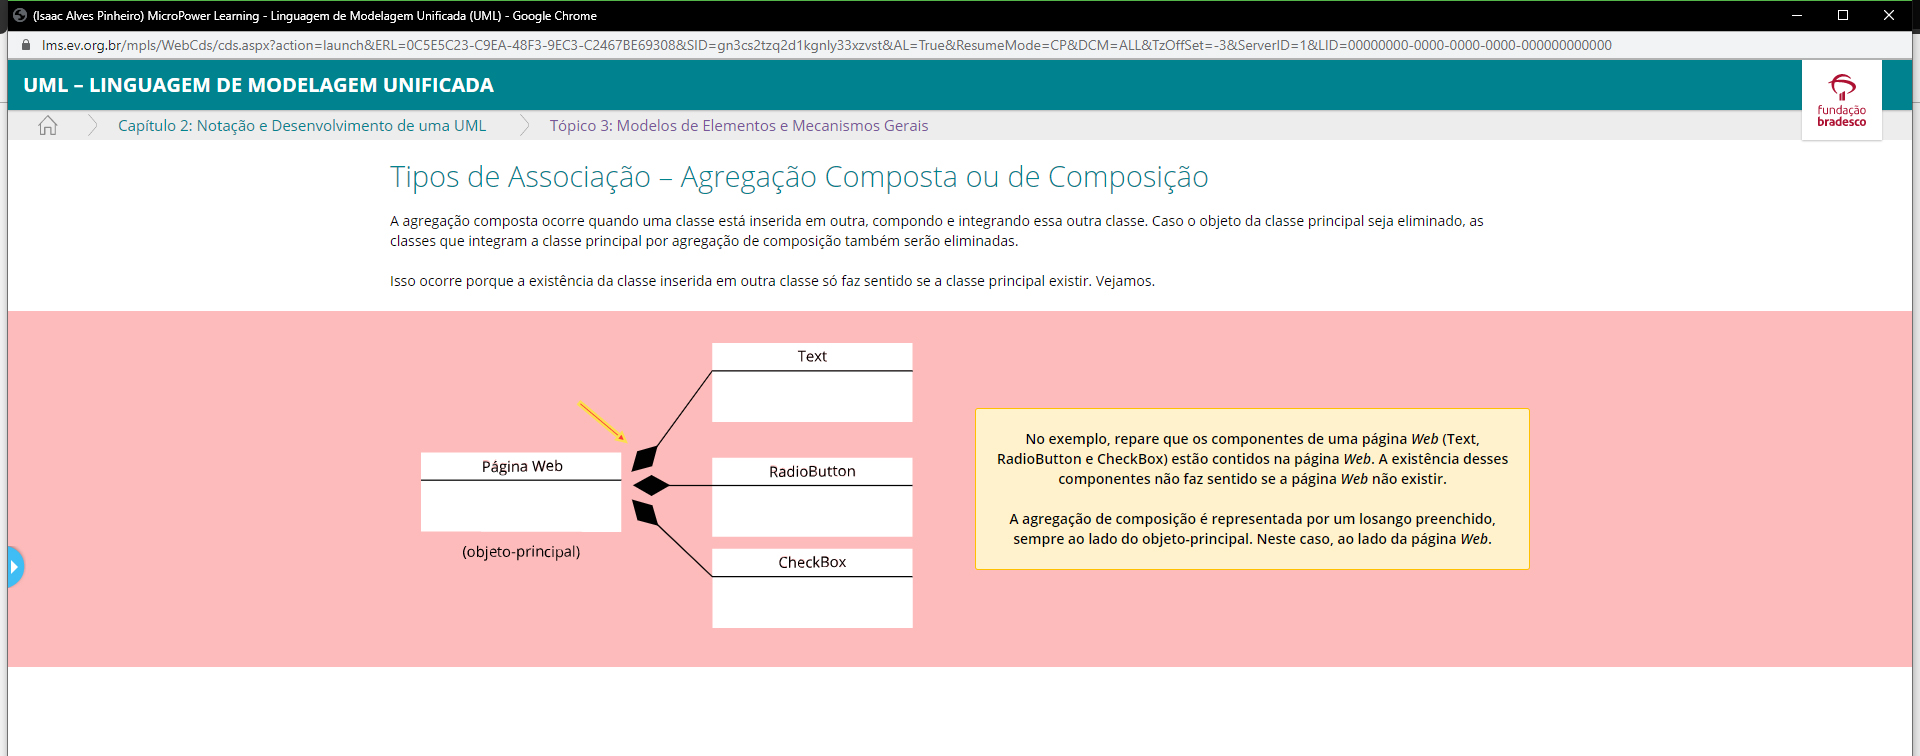 (Isaac Alves Pinheiro) MicroPower Learning - Linguagem de Modelagem Unificada (UML) - Google Chrome
lms.ev.org.br/mpls/WebCds/cds.aspx?action=launch&ERL=0C5E5C23-C9EA-48F3-9EC3-C2467BE69308&SID=gn3cs2tzq2d1kgnly33xzvst&AL=True&ResumeMode=CP&DCM=ALL&TzOffSet=-3&ServerID=1&LID=00000000-0000-0000-0000-000000000000
UML – LINGUAGEM DE MODELAGEM UNIFICADA
fundação
bradesco
Capítulo 2: Notação e Desenvolvimento de uma UML
Tópico 3: Modelos de Elementos e Mecanismos Gerais
Tipos de Associação – Agregação Composta ou de Composição
A agregação composta ocorre quando uma classe está inserida em outra, compondo e integrando essa outra classe. Caso o objeto da classe principal seja eliminado, as
classes que integram a classe principal por agregação de composição também serão eliminadas.
Isso ocorre porque a existência da classe inserida em outra classe só faz sentido se a classe principal existir. Vejamos.
Text
Página Web
(objeto-principal)
RadioButton
CheckBox
No exemplo, repare que os componentes de uma página Web (Text,
RadioButton e CheckBox) estão contidos na página Web. A existência desses
componentes não faz sentido se a página Web não existir.
A agregação de composição é representada por um losango preenchido,
sempre ao lado do objeto-principal. Neste caso, ao lado da página Web.